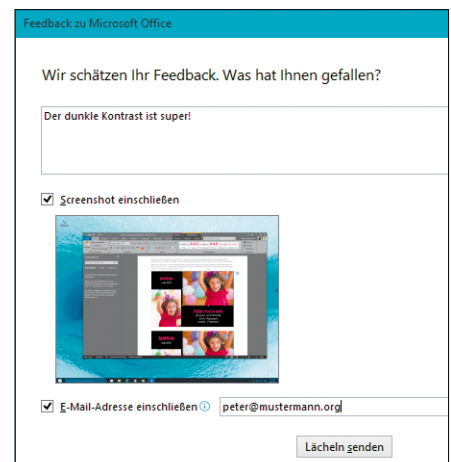 Feedback zu Microsoft Office
Wir schätzen Ihr Feedback. Was hat Ihnen gefallen?
Der dunkle Kontrast ist super!
Screenshot einschließen
E-Mail-Adresse einschließen
peter@mustermann.org
Lächeln senden